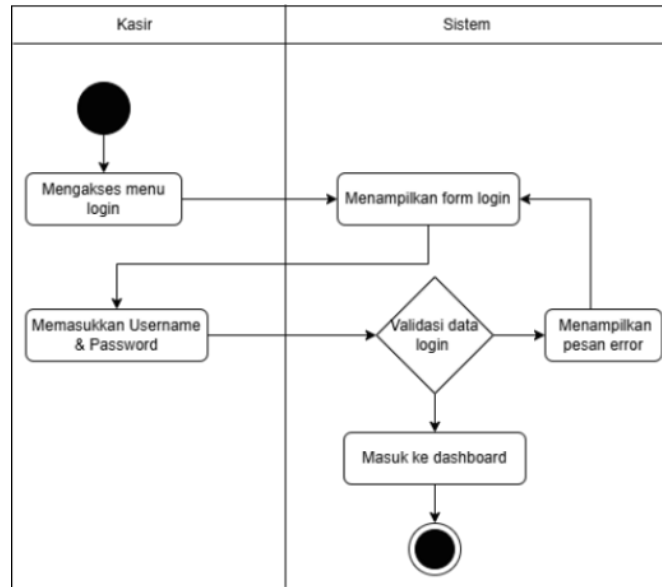 Kasir
Sistem
Mengakses menu
login
Menampilkan form login
Memasukkan Username
& Password
Validasi data
login
Menampilkan
pesan error
Masuk ke dashboard